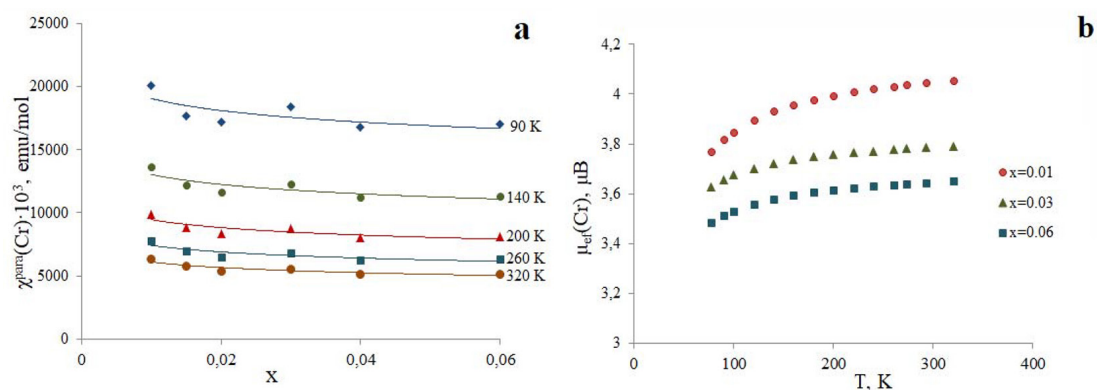 a
χᵖᵃʳᵃ(Cr)·10³, emu/mol
25000
20000
15000
10000
5000
0
90 K
140 K
200 K
260 K
320 K
0
0,02
0,04
0,06
X
b
μef(Cr), μB
4,2
4
3,8
3,6
3,4
3,2
3
x=0.01
x=0.03
x=0.06
0
100
200
300
400
T, K